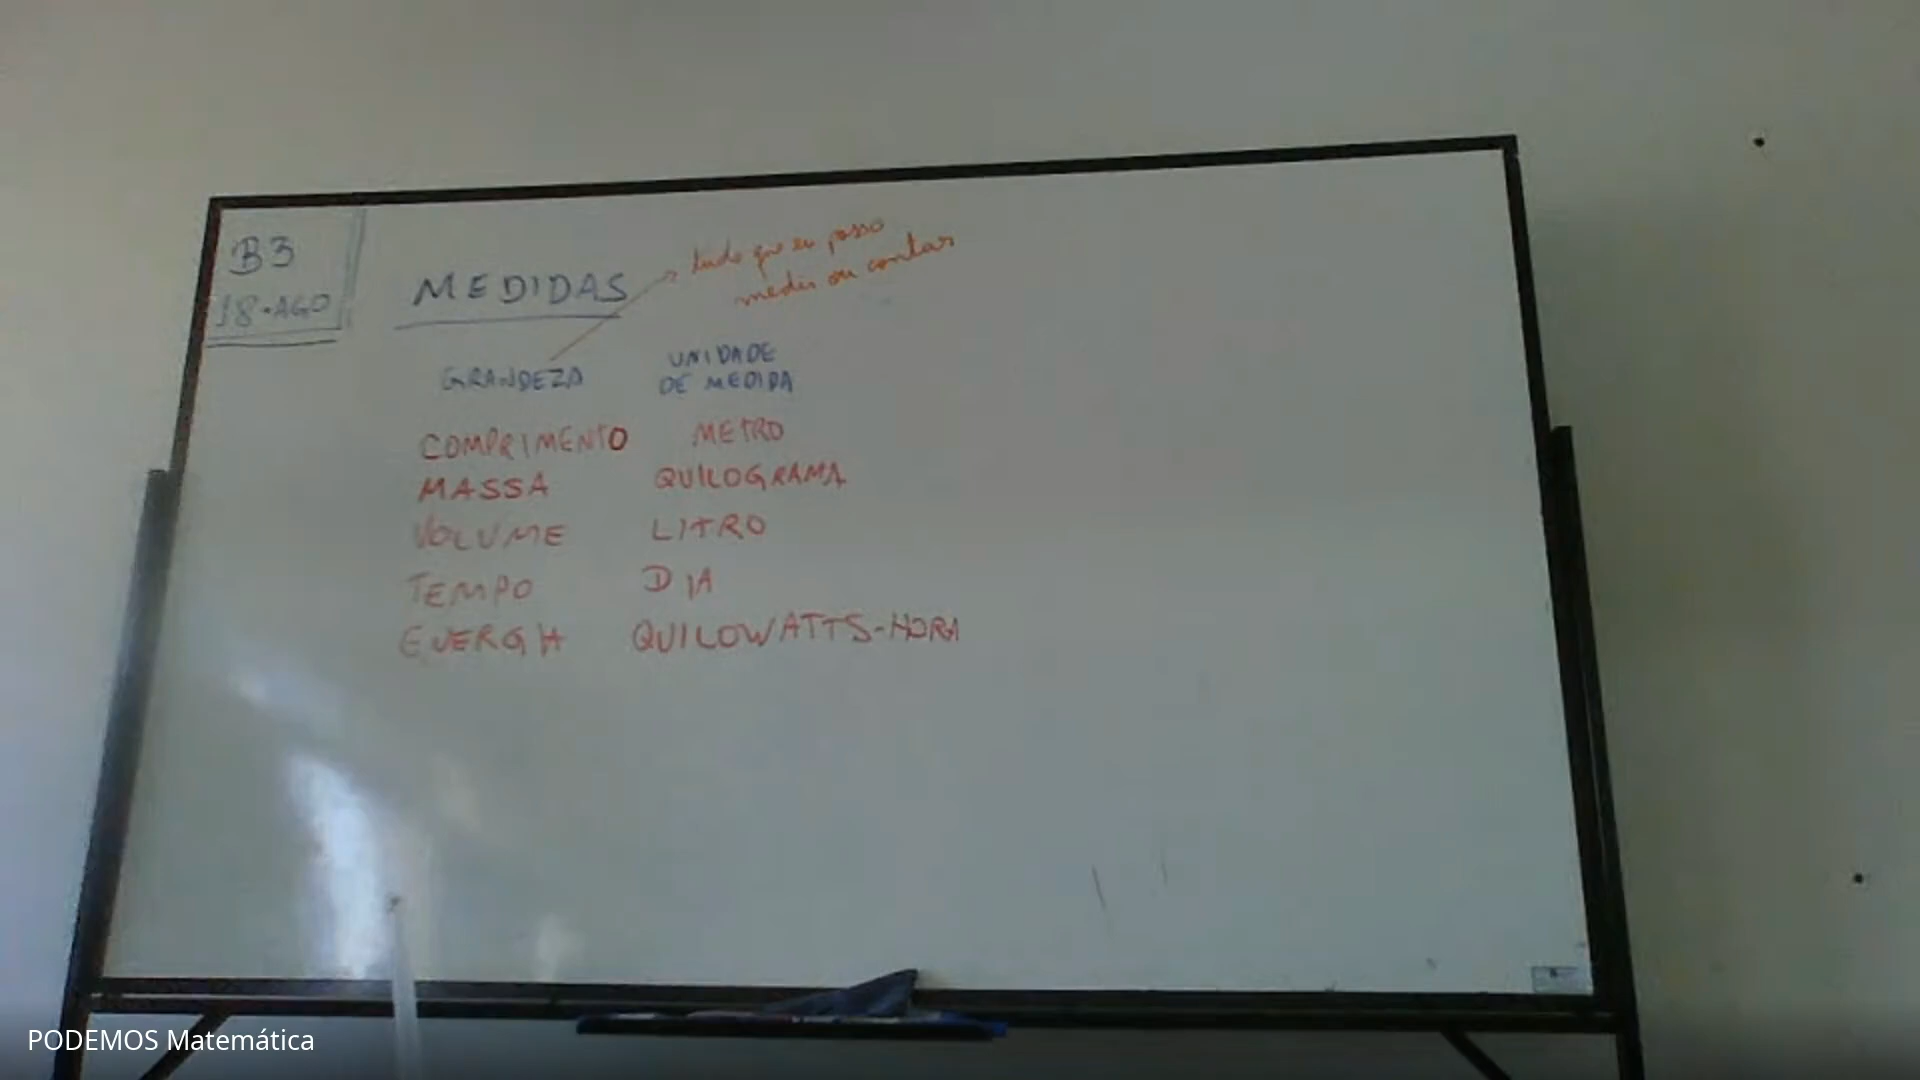 B3
18-AGO
MEDIDAS
tudo que eu posso
medir ou contar
GRANDEZA
UNIDADE
DE MEDIDA
COMPRIMENTO METRO
MASSA QUILOGRAMA
VOLUME LITRO
TEMPO DIA
ENERGIA QUILOWATTS-HORA
PODEMOS Matemática